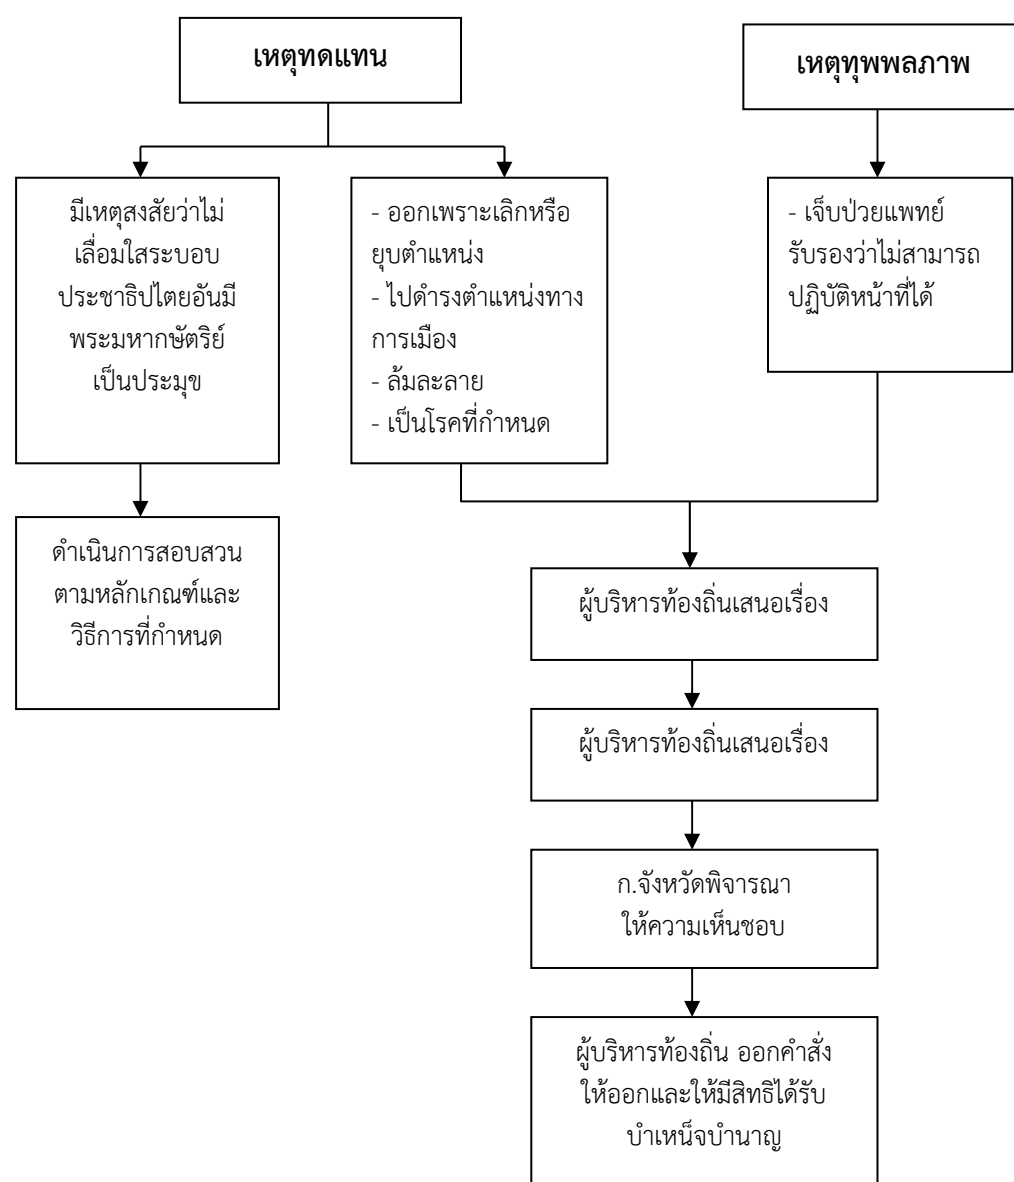 เหตุทดแทน
เหตุทุพพลภาพ
มีเหตุสงสัยว่าไม่
เลื่อมใสระบอบ
ประชาธิปไตยอันมี
พระมหากษัตริย์
เป็นประมุข
- ออกเพราะเลิกหรือ
ยุบตำแหน่ง
- ไปดำรงตำแหน่งทาง
การเมือง
- ล้มละลาย
- เป็นโรคที่กำหนด
- เจ็บป่วยแพทย์
รับรองว่าไม่สามารถ
ปฏิบัติหน้าที่ได้
ดำเนินการสอบสวน
ตามหลักเกณฑ์และ
วิธีการที่กำหนด
ผู้บริหารท้องถิ่นเสนอเรื่อง
ผู้บริหารท้องถิ่นเสนอเรื่อง
ก.จังหวัดพิจารณา
ให้ความเห็นชอบ
ผู้บริหารท้องถิ่น ออกคำสั่ง
ให้ออกและให้มีสิทธิได้รับ
บำเหน็จบำนาญ